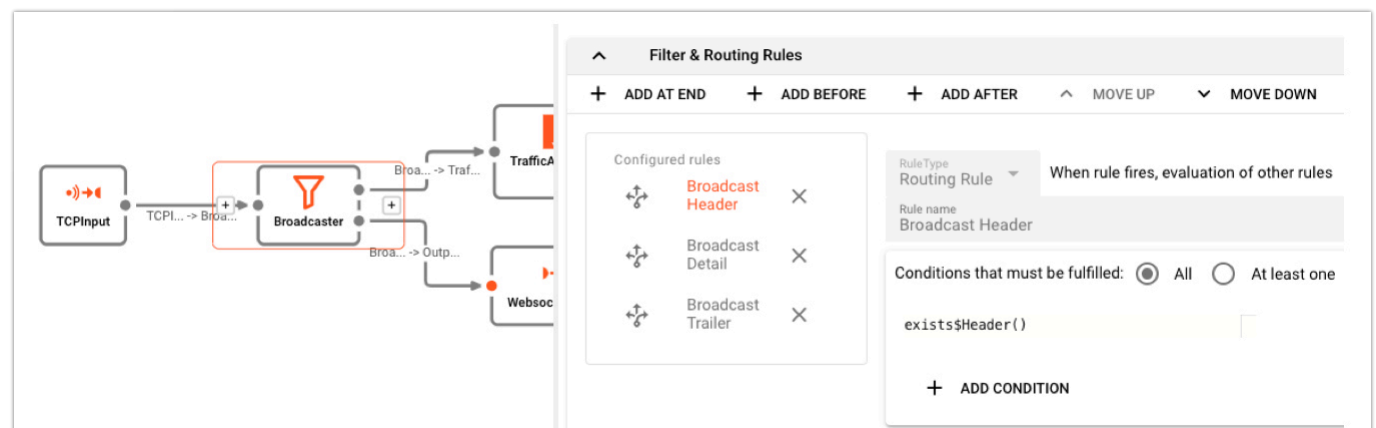 Filter & Routing Rules
ADD AT END
ADD BEFORE
ADD AFTER
MOVE UP
MOVE DOWN
TCPInput
TCPI... -> Broa...
Broadcaster
Broa... -> Traf...
TrafficA
Broa... -> Outp...
Websoc
Configured rules
Broadcast
Header
Broadcast
Detail
Broadcast
Trailer
RuleType
Routing Rule
When rule fires, evaluation of other rules
Rule name
Broadcast Header
Conditions that must be fulfilled:
All
At least one
exists$Header()
ADD CONDITION